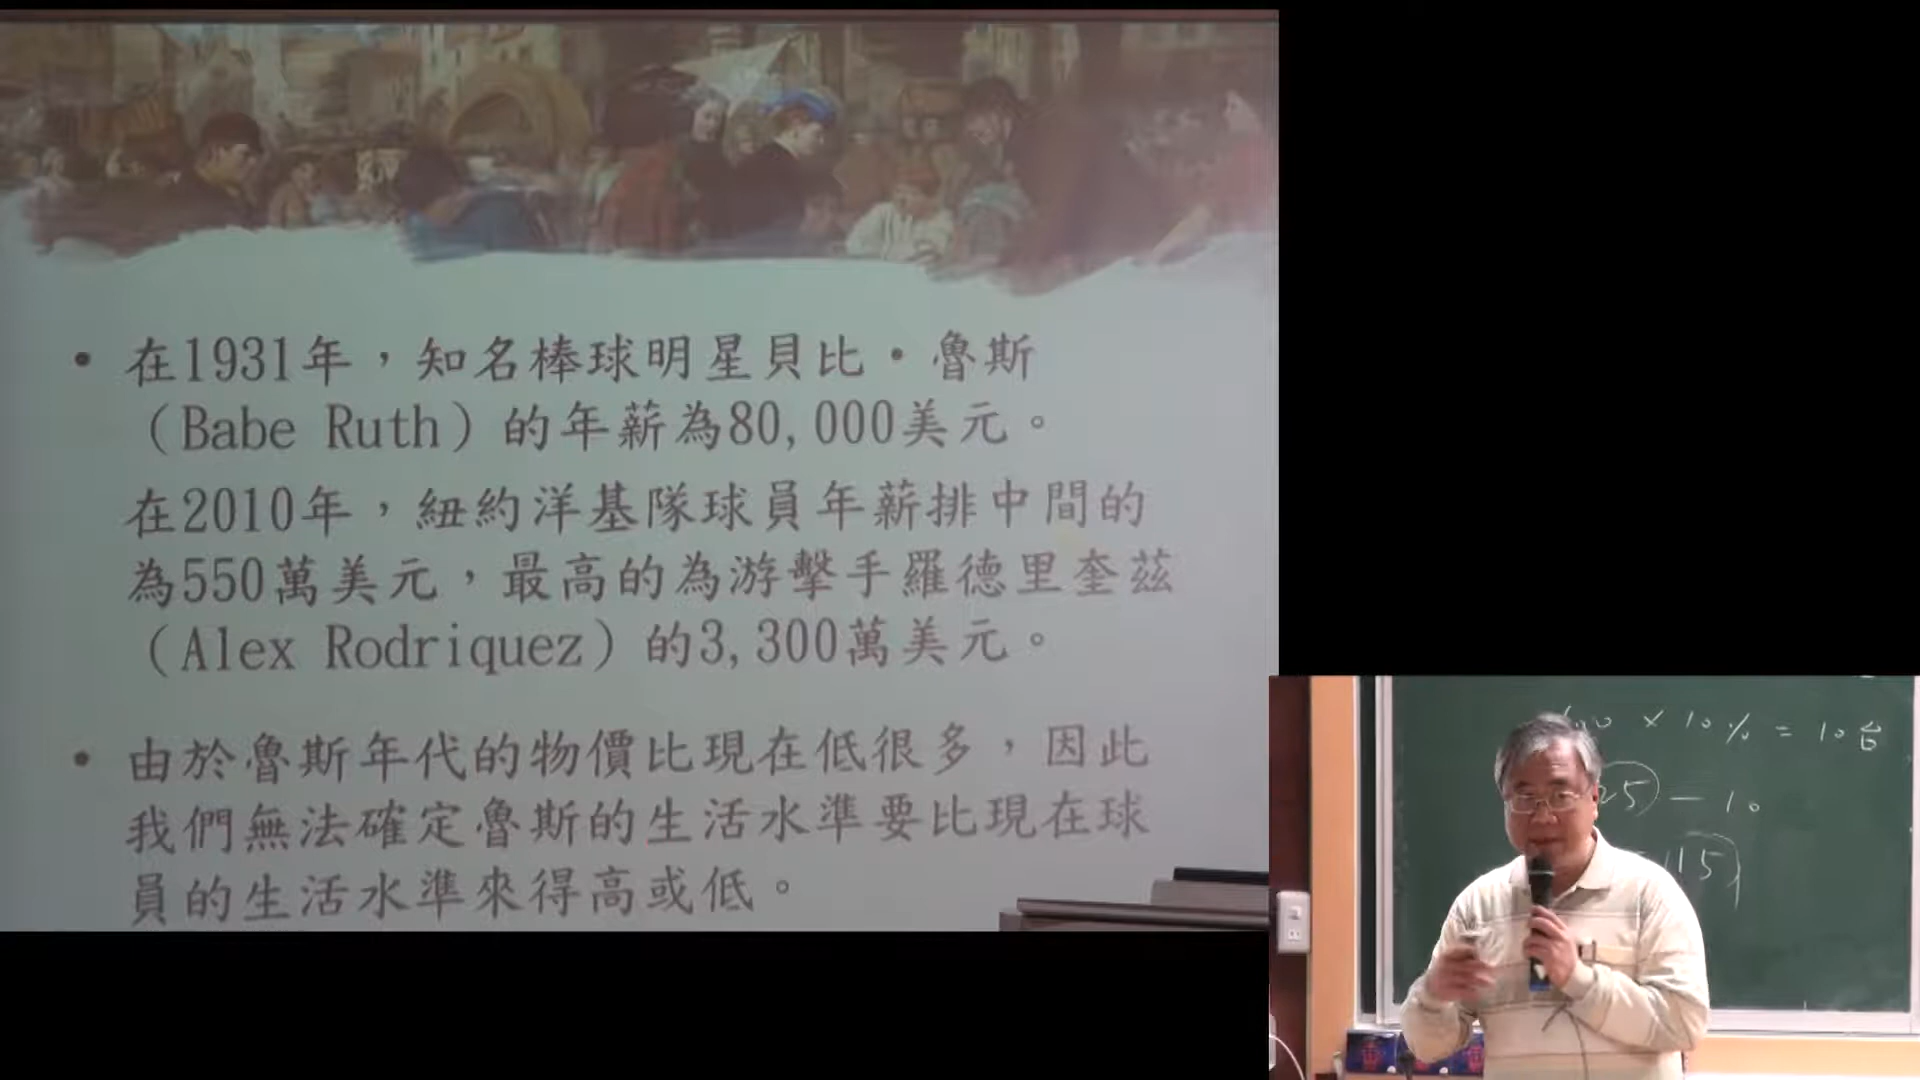 • 在1931年，知名棒球明星貝比•魯斯
（Babe Ruth）的年薪為80,000美元。
在2010年，紐約洋基隊球員年薪排中間的
為550萬美元，最高的為游擊手羅德里奎茲
（Alex Rodriquez）的3,300萬美元。
• 由於魯斯年代的物價比現在低很多，因此
我們無法確定魯斯的生活水準要比現在球
員的生活水準來得高或低。
x 10% = 10台
25 - 10
115